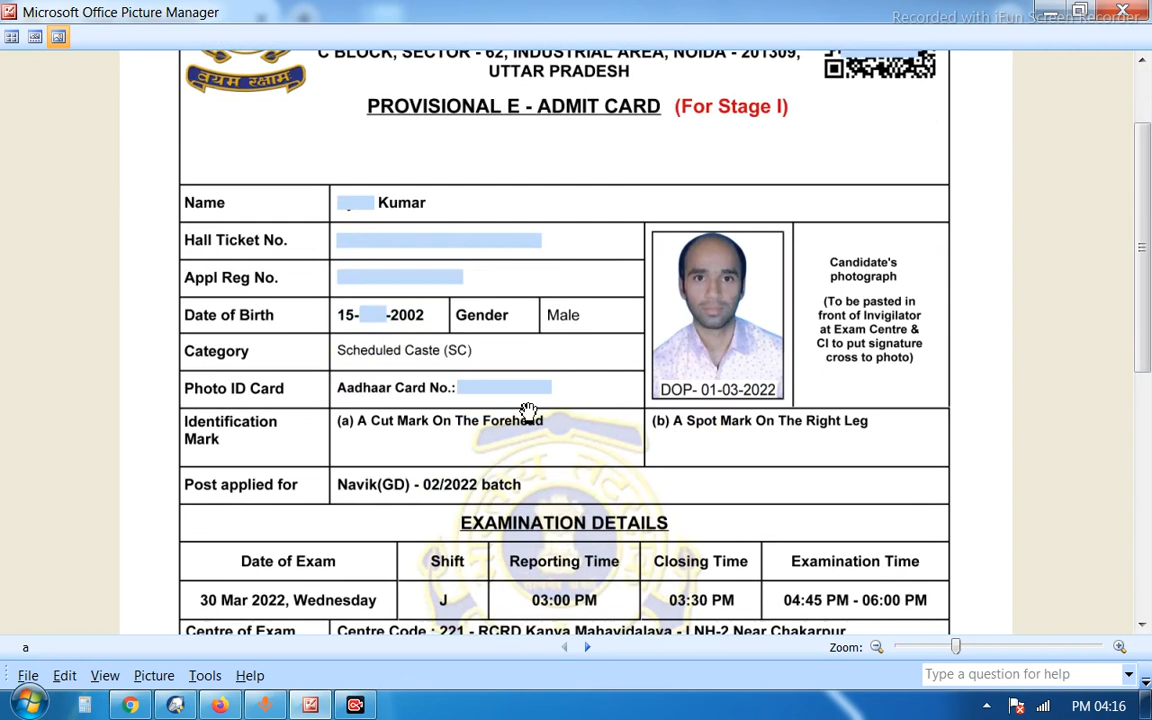 Microsoft Office Picture Manager
Recorded with iFun Screen Recorder
C BLOCK, SECTOR - 62, INDUSTRIAL AREA, NOIDA - 201309,
UTTAR PRADESH
वयम रक्षामः
PROVISIONAL E - ADMIT CARD (For Stage I)
Name Kumar
Hall Ticket No.
Appl Reg No.
Date of Birth 15- -2002 Gender Male
Category Scheduled Caste (SC)
Photo ID Card Aadhaar Card No.:
DOP- 01-03-2022
Candidate's
photograph
(To be pasted in
front of Invigilator
at Exam Centre &
CI to put signature
cross to photo)
Identification
Mark
(a) A Cut Mark On The Forehead (b) A Spot Mark On The Right Leg
Post applied for Navik(GD) - 02/2022 batch
EXAMINATION DETAILS
Date of Exam Shift Reporting Time Closing Time Examination Time
30 Mar 2022, Wednesday J 03:00 PM 03:30 PM 04:45 PM - 06:00 PM
Centre of Exam Centre Code : 221 - RCRD Kanya Mahavidalaya - LNH-2 Near Chakarpur
a Zoom:
File Edit View Picture Tools Help Type a question for help
PM 04:16